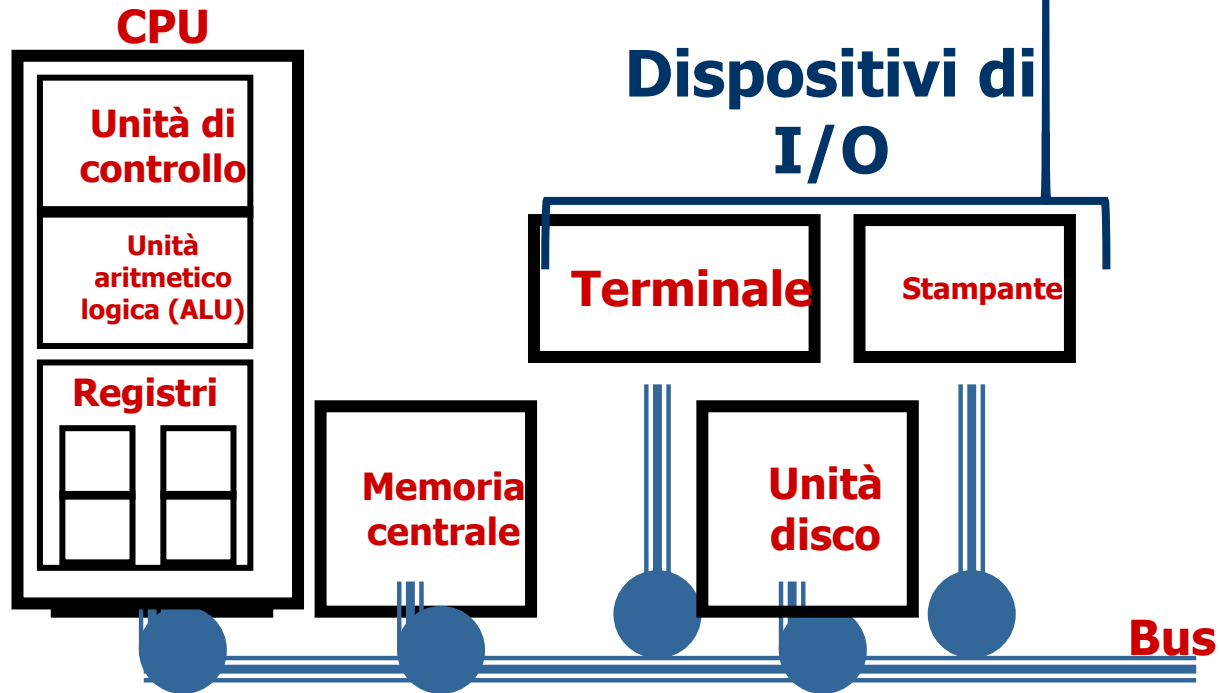 CPU
Unità di
controllo
Unità
aritmetico
logica (ALU)
Registri
Memoria
centrale
Dispositivi di
I/O
Terminale
Stampante
Unità
disco
Bus